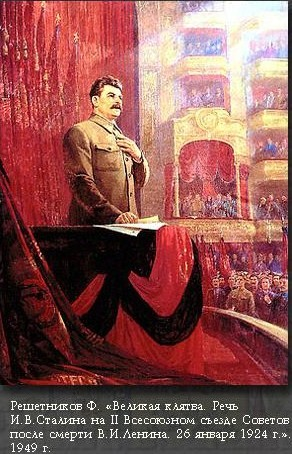 Решетников Ф. «Великая клятва. Речь
И.В.Сталина на II Всесоюзном съезде Советов
после смерти В.И.Ленина. 26 января 1924 г.».
1949 г.